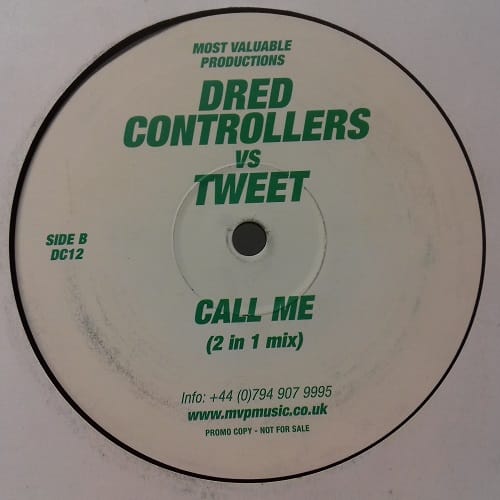 MOST VALUABLE
PRODUCTIONS
DRED
CONTROLLERS
VS
TWEET
SIDE B
DC12
CALL ME
(2 in 1 mix)
Info: +44 (0)794 907 9995
www.mvpmusic.co.uk
PROMO COPY - NOT FOR SALE